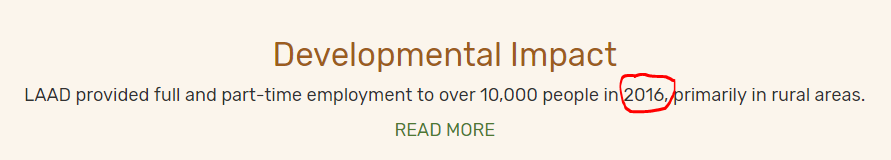 Developmental Impact
LAAD provided full and part-time employment to over 10,000 people in 2016, primarily in rural areas.
READ MORE